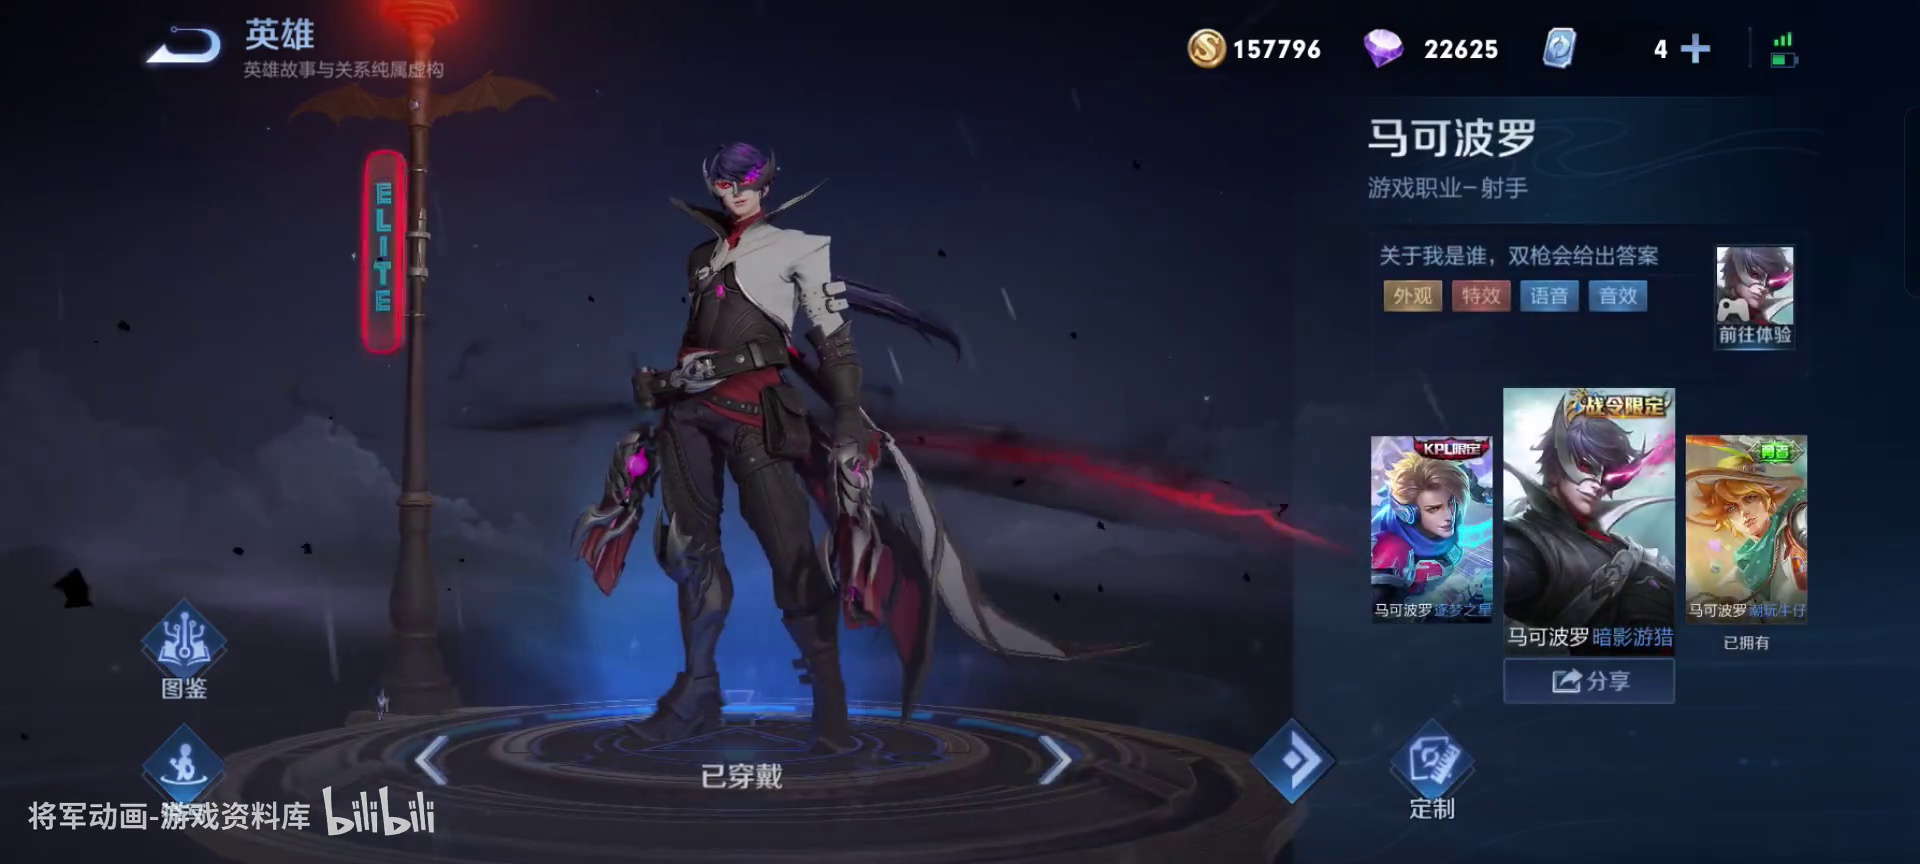 英雄
英雄故事与关系纯属虚构
157796
22625
4
ELITE
马可波罗
游戏职业-射手
关于我是谁，双枪会给出答案
外观 特效 语音 音效
前往体验
KPL限定
马可波罗逐梦之星
战令限定
马可波罗 暗影游猎
勇者
马可波罗潮玩牛仔
已拥有
分享
图鉴
已穿戴
定制
将军动画-游戏资料库 bilibili